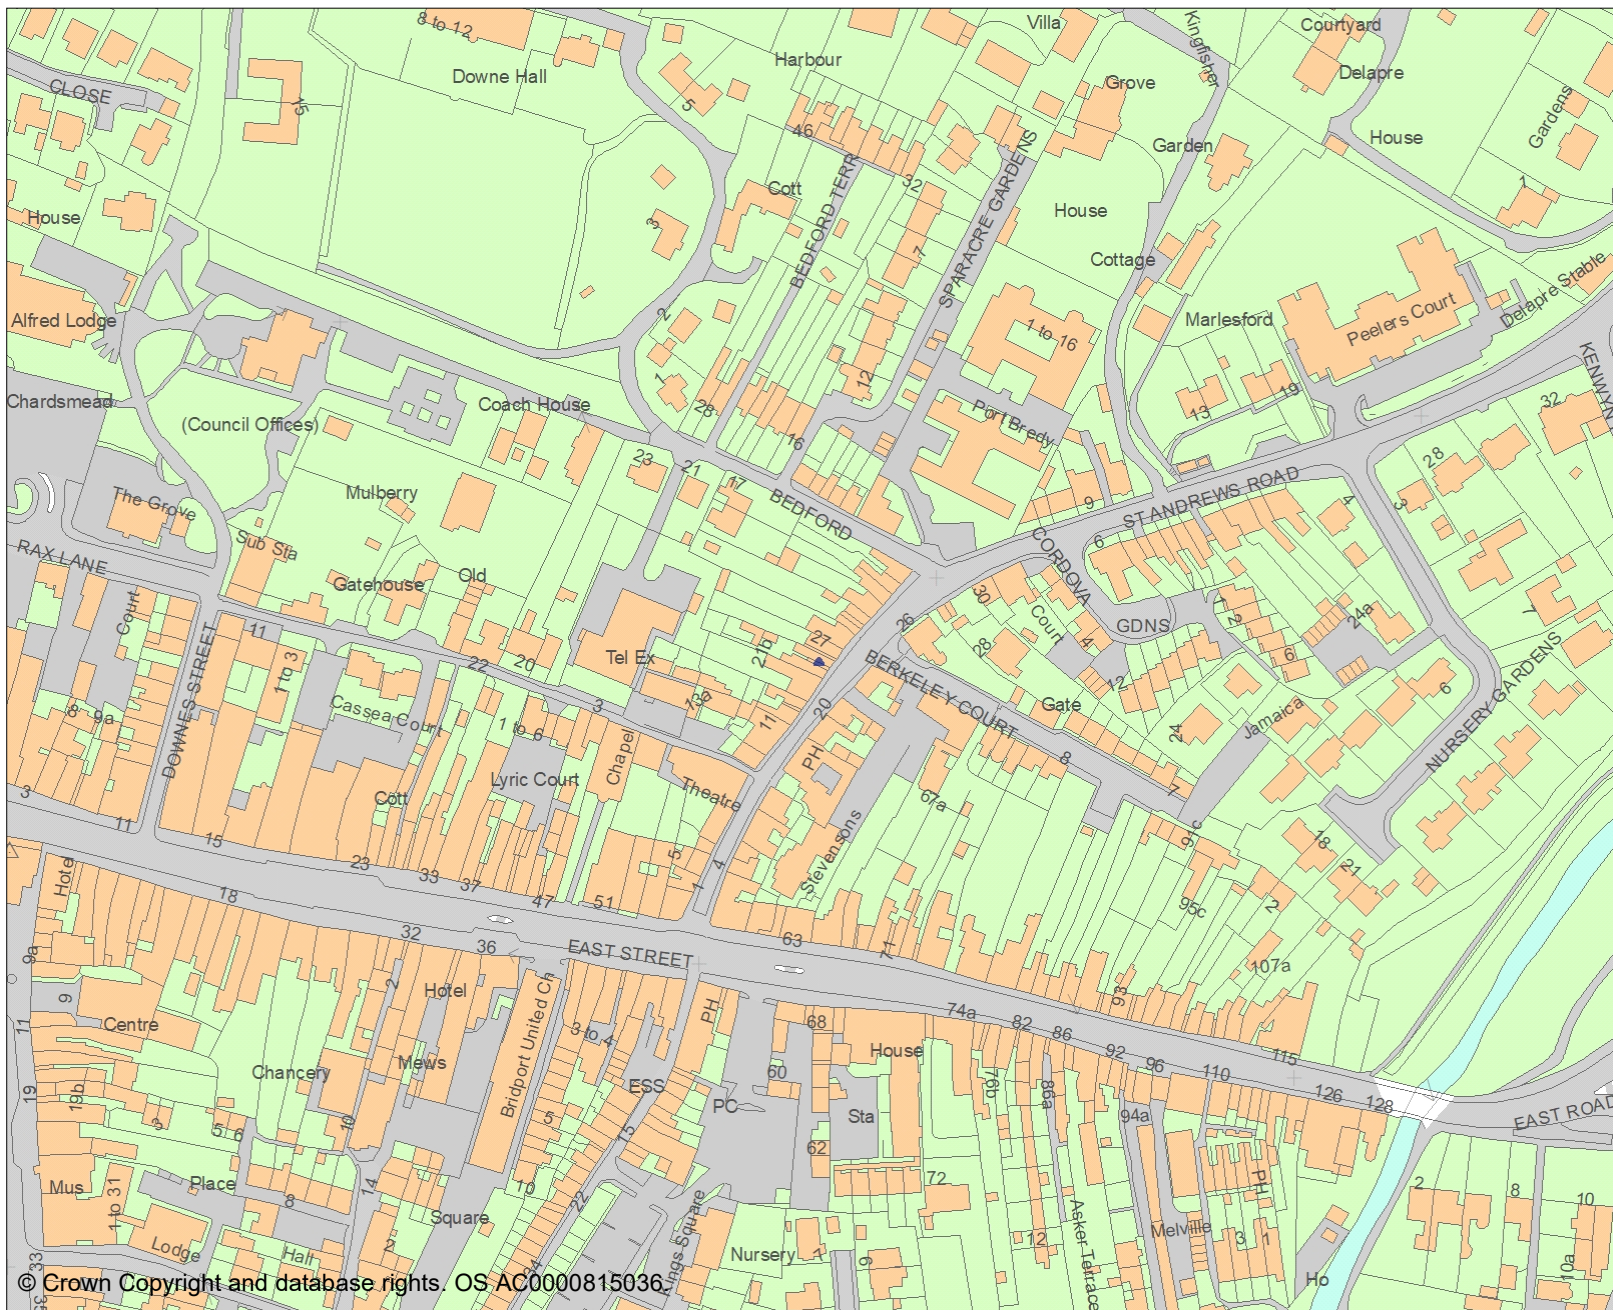 8 to 12
Villa
Kingfisher
Courtyard
Harbour
Downe Hall
Delapre
CLOSE
15
5
Grove
Gardens
46
House
Garden
32
Cott
1
House
3
BEDFORD TERR
SPARACRE GARDENS
House
7
Cottage
Delapre Stable
2
Alfred Lodge
1 to 16
Marlesford
Peelers Court
KENWYN
Chardsmead
1
12
28
Coach House
Port Bredy
13
19
32
(Council Offices)
16
23
21
17
28
Mulberry
The Grove
BEDFORD
9
ST ANDREWS ROAD
4
3
Sub Sta
CORDOVA
6
RAX LANE
Gatehouse
Old
30
Court
1
2
24a
7
Court
11
DOWNES STREET
26
GDNS
27
28
4
21b
Tel Ex
BERKELEY COURT
6
1 to 3
22
20
12
6
NURSERY GARDENS
13a
3
20
11
Gate
8
9a
Cassea Court
1 to 6
24
Jamaica
Chapel
PH
8
Lyric Court
Theatre
3
Cott
67a
7
11
15
91c
18
Stevensons
23
33
37
5
4
21
Hotel
1
47
51
18
95c
2
32
36
EAST STREET
63
71
9a
107a
2
Hotel
9
93
PH
74a
11
Centre
68
82
86
3 to 4
Bridport United Ch
House
92
115
96
Mews
Chancery
60
110
ESS
76b
86a
19
19b
126
128
PC
Sta
94a
EAST ROAD
3
5
6
10
5
15
62
PH
72
2
8
10
Mus
1 to 31
Place
8
14
10
22
Kings Square
Asker Terrace
Square
Melville
Lodge
Hall
2
Nursery
1
9
12
3
1
33
34
10a
Ho
© Crown Copyright and database rights. OS AC0000815036